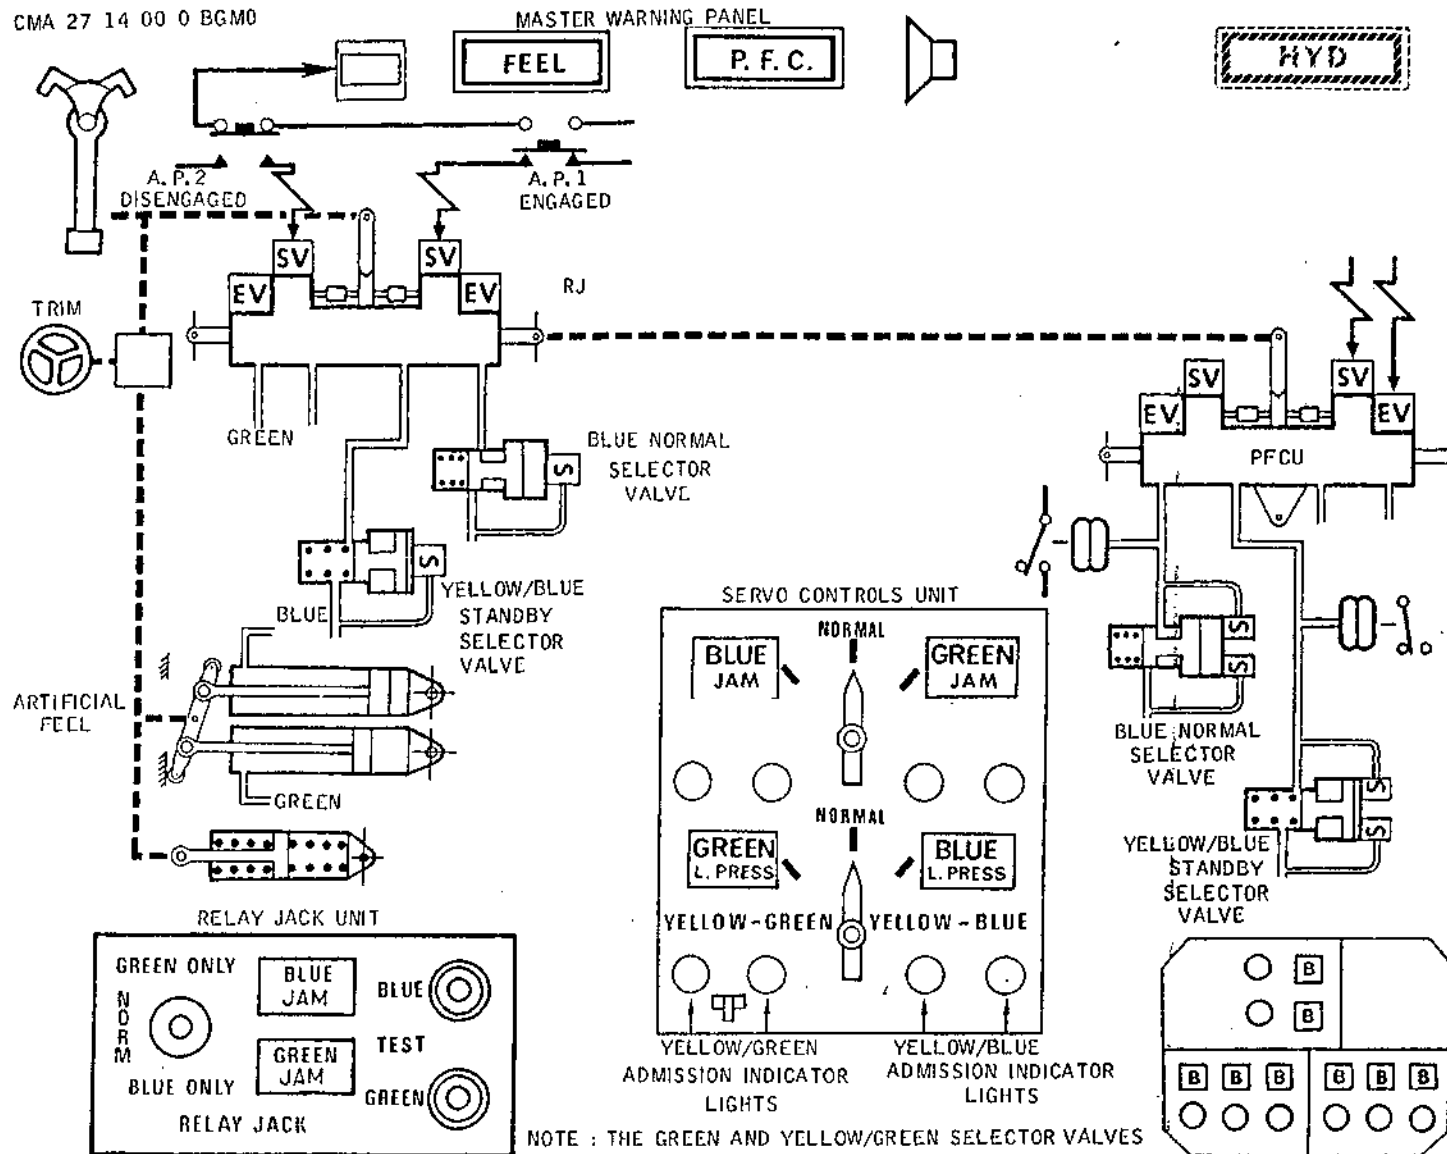 CMA 27 14 00 0 BGM0
MASTER WARNING PANEL
FEEL
P. F. C.
HYD
A.P.2
DISENGAGED
A.P.1
ENGAGED
SV
SV
EV
EV
RJ
TRIM
GREEN
BLUE NORMAL
SELECTOR
VALVE
S
SV
SV
EV
EV
PFCU
S
YELLOW/BLUE
STANDBY
SELECTOR
VALVE
BLUE
ARTIFICIAL
FEEL
GREEN
SERVO CONTROLS UNIT
NORMAL
BLUE
JAM
GREEN
JAM
NORMAL
GREEN
L. PRESS
BLUE
L. PRESS
YELLOW-GREEN
YELLOW-BLUE
YELLOW/GREEN
ADMISSION INDICATOR
LIGHTS
YELLOW/BLUE
ADMISSION INDICATOR
LIGHTS
S
S
BLUE NORMAL
SELECTOR
VALVE
S
S
YELLOW/BLUE
STANDBY
SELECTOR
VALVE
RELAY JACK UNIT
GREEN ONLY
NORM
BLUE ONLY
BLUE
JAM
GREEN
JAM
BLUE
TEST
GREEN
RELAY JACK
B
B
B B B B B B
NOTE : THE GREEN AND YELLOW/GREEN SELECTOR VALVES